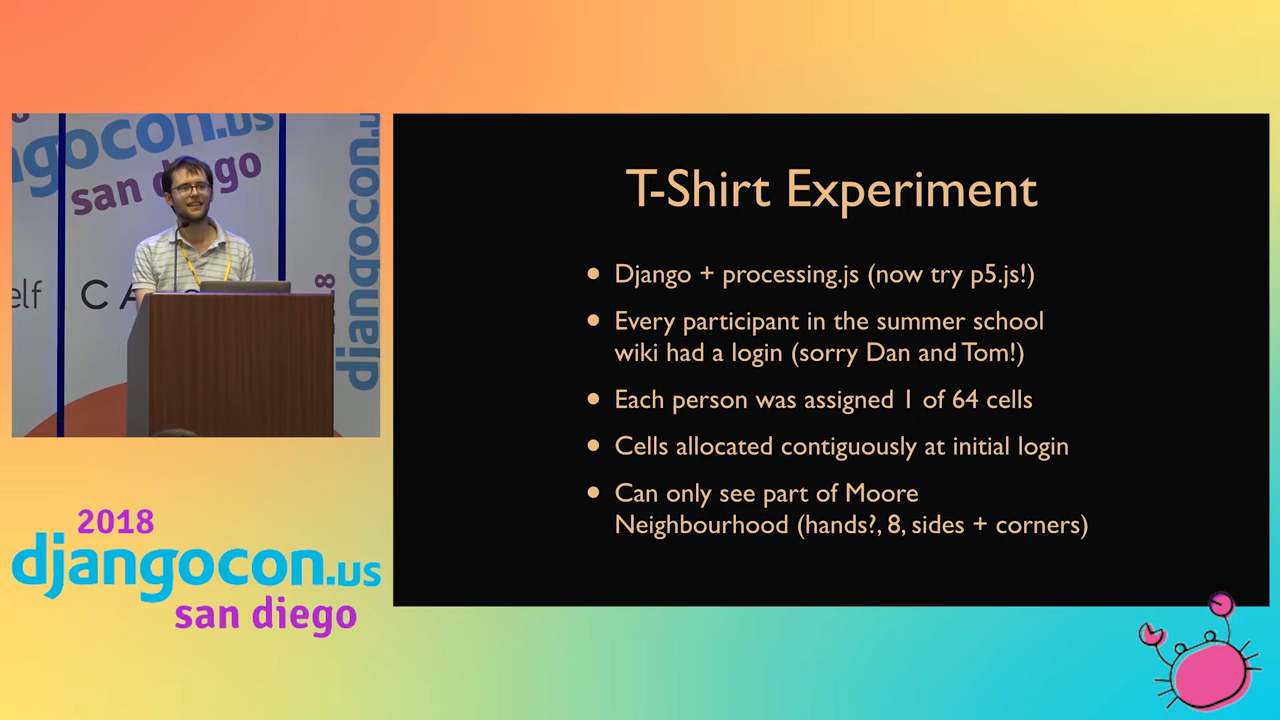 djangocon.us
san diego
elf
djangocon.u
T-Shirt Experiment
• Django + processing.js (now try p5.js!)
• Every participant in the summer school
wiki had a login (sorry Dan and Tom!)
• Each person was assigned 1 of 64 cells
• Cells allocated contiguously at initial login
• Can only see part of Moore
Neighbourhood (hands?, 8, sides + corners)
2018
djangocon.us
san diego